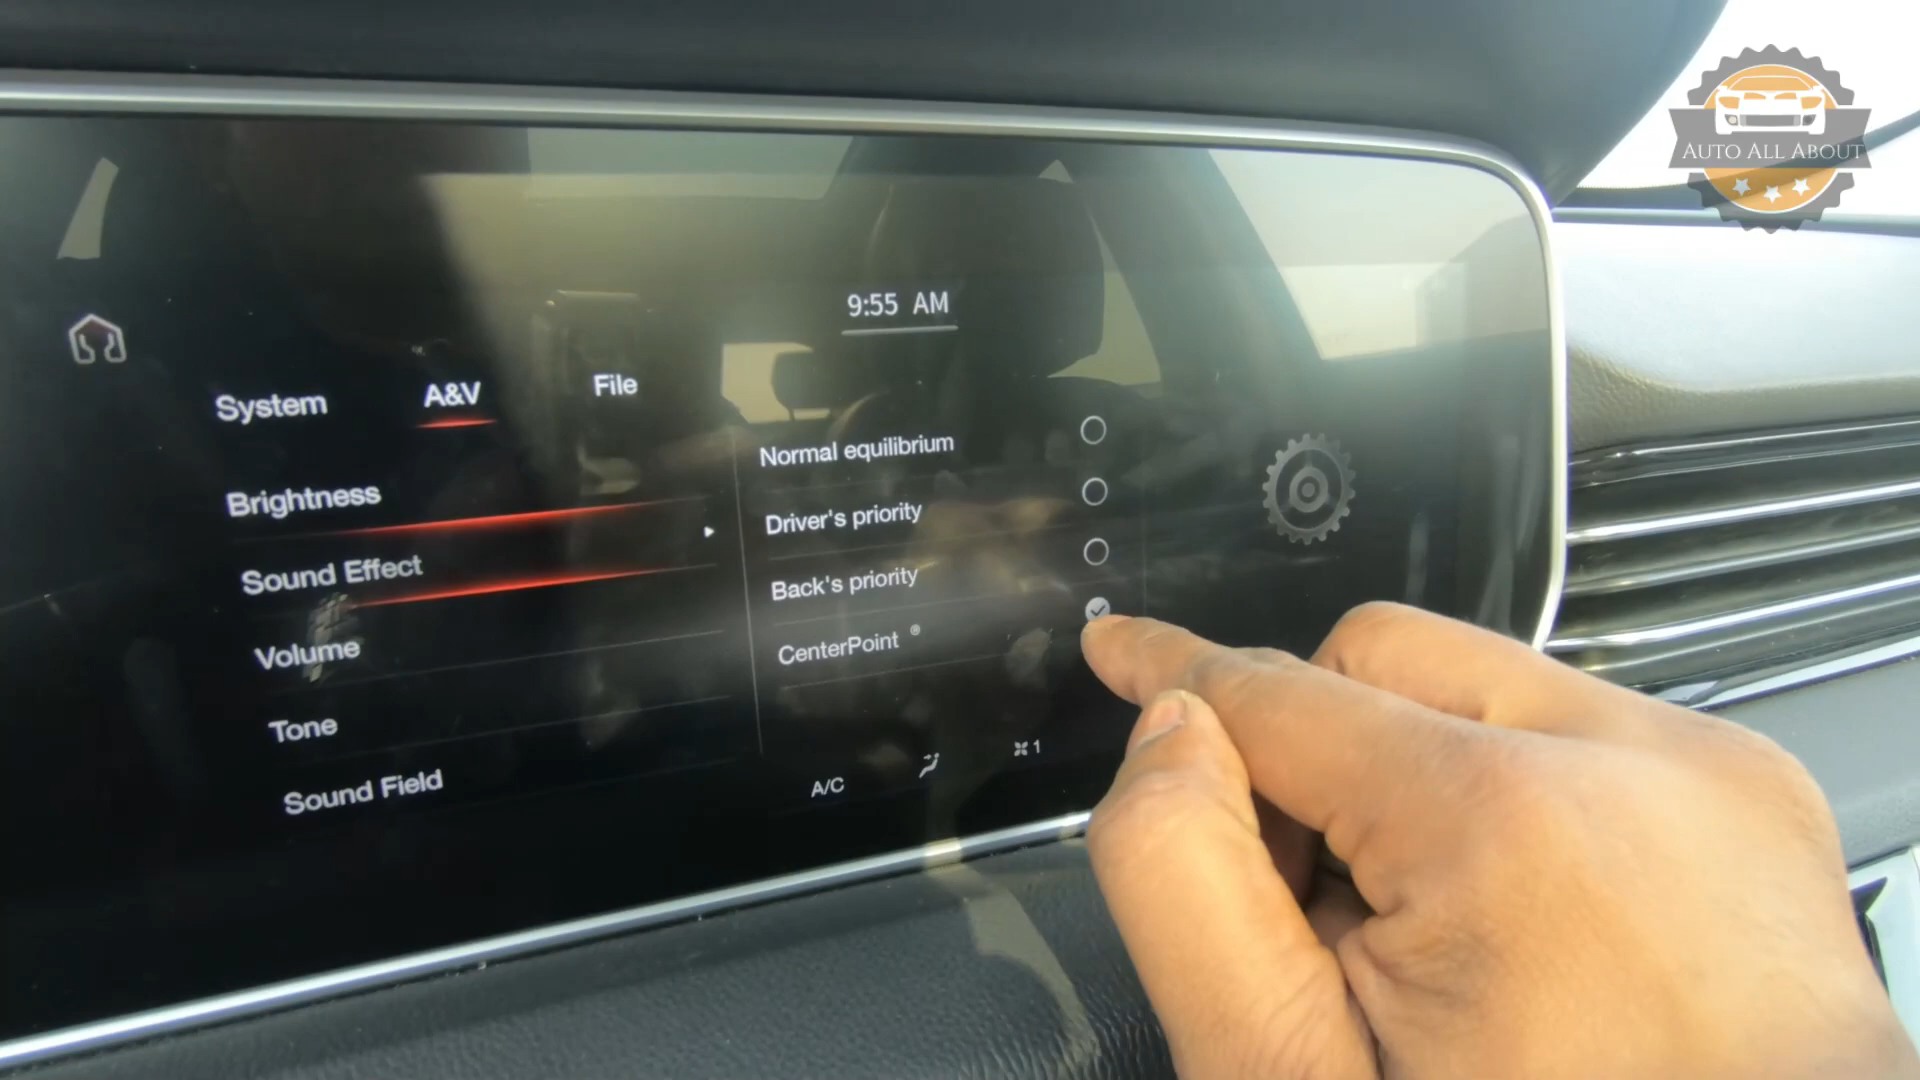 AUTO ALL ABOUT
9:55 AM
System
A&V
File
Brightness
Sound Effect
Volume
Tone
Sound Field
Normal equilibrium
Driver's priority
Back's priority
CenterPoint ®
A/C
1